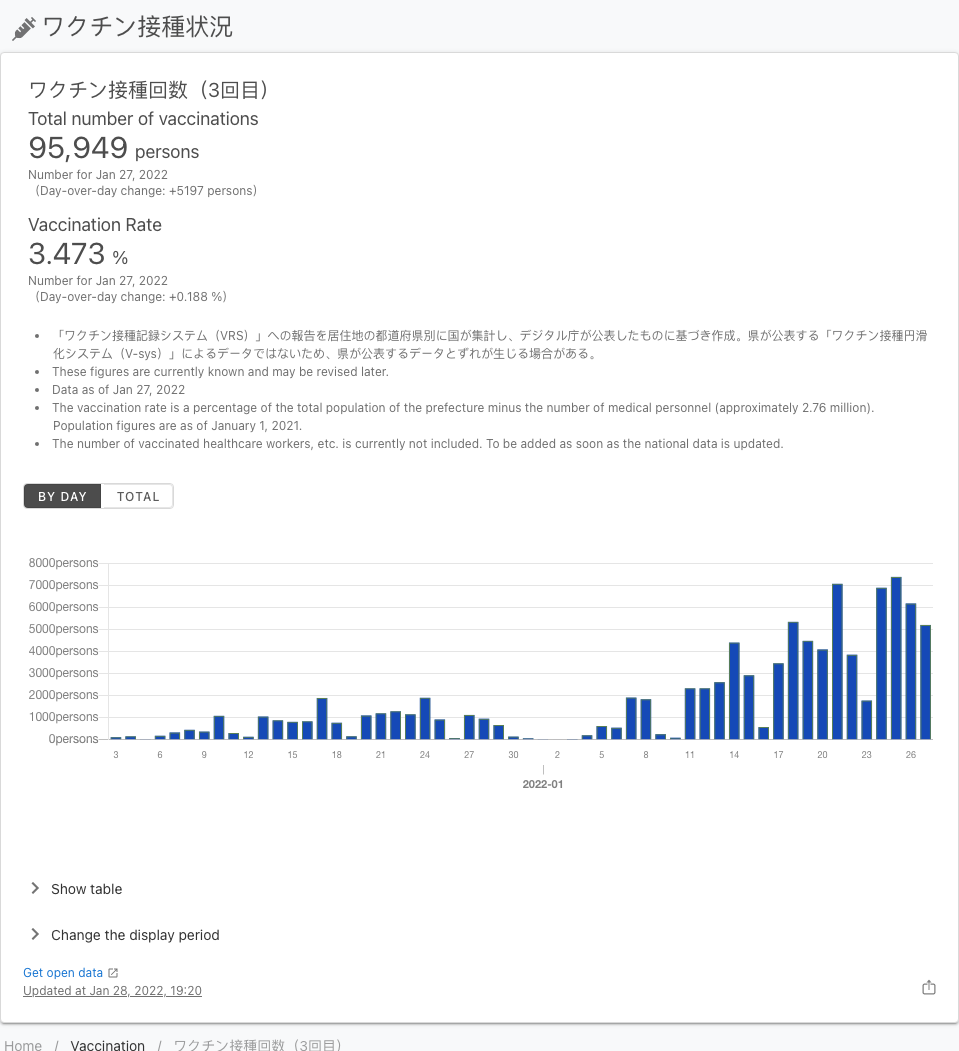 ワクチン接種状況
ワクチン接種回数（3回目）
Total number of vaccinations
95,949 persons
Number for Jan 27, 2022
（Day-over-day change: +5197 persons）
Vaccination Rate
3.473 %
Number for Jan 27, 2022
（Day-over-day change: +0.188 %）
• 「ワクチン接種記録システム（VRS）」への報告を居住地の都道府県別に国が集計し、デジタル庁が公表したものに基づき作成。県が公表する「ワクチン接種円滑
化システム（V-sys）」によるデータではないため、県が公表するデータとずれが生じる場合がある。
• These figures are currently known and may be revised later.
• Data as of Jan 27, 2022
• The vaccination rate is a percentage of the total population of the prefecture minus the number of medical personnel (approximately 2.76 million).
Population figures are as of January 1, 2021.
• The number of vaccinated healthcare workers, etc. is currently not included. To be added as soon as the national data is updated.
BY DAY TOTAL
8000persons
7000persons
6000persons
5000persons
4000persons
3000persons
2000persons
1000persons
0persons
3 6 9 12 15 18 21 24 27 30 2 5 8 11 14 17 20 23 26
2022-01
Show table
Change the display period
Get open data
Updated at Jan 28, 2022, 19:20
Home / Vaccination / ワクチン接種回数（3回目）